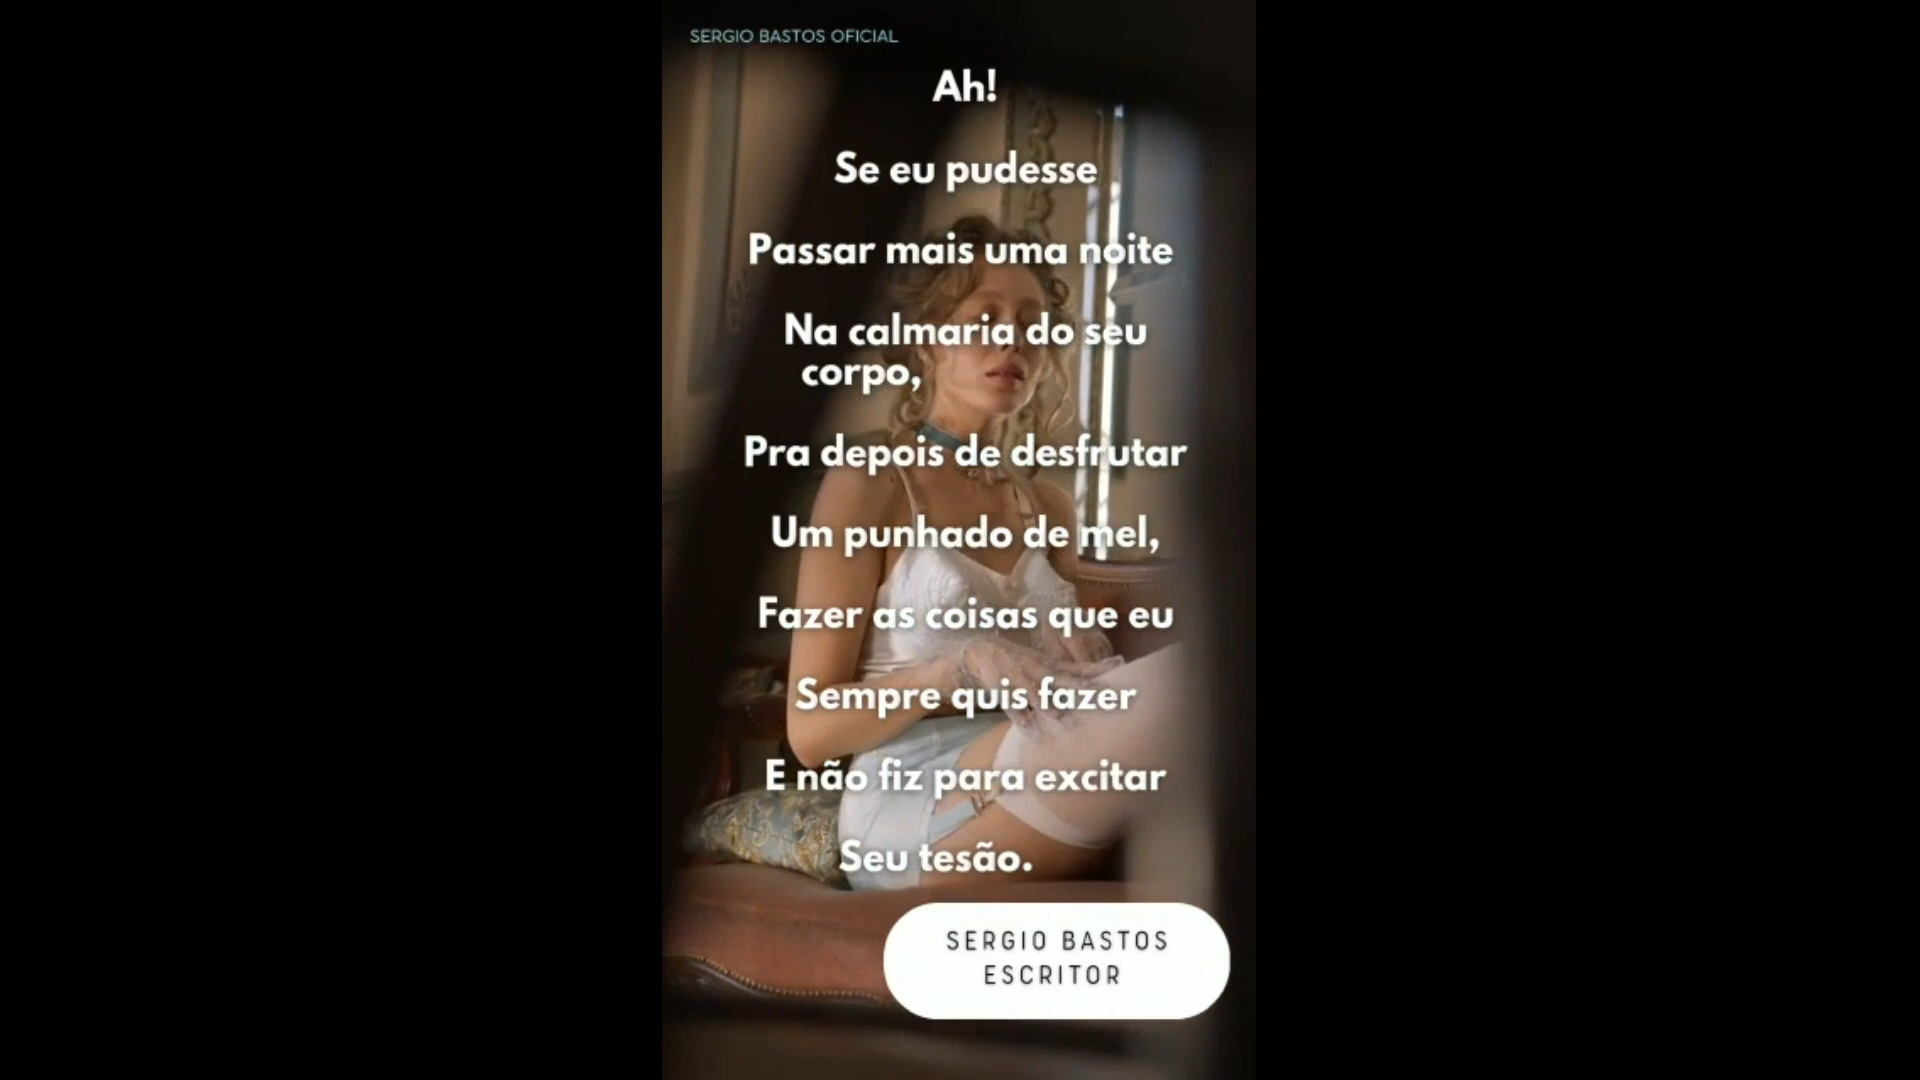 SERGIO BASTOS OFICIAL
Ah!
Se eu pudesse
Passar mais uma noite
Na calmaria do seu
corpo,
Pra depois de desfrutar
Um punhado de mel,
Fazer as coisas que eu
Sempre quis fazer
E não fiz para excitar
Seu tesão.
SERGIO BASTOS
ESCRITOR